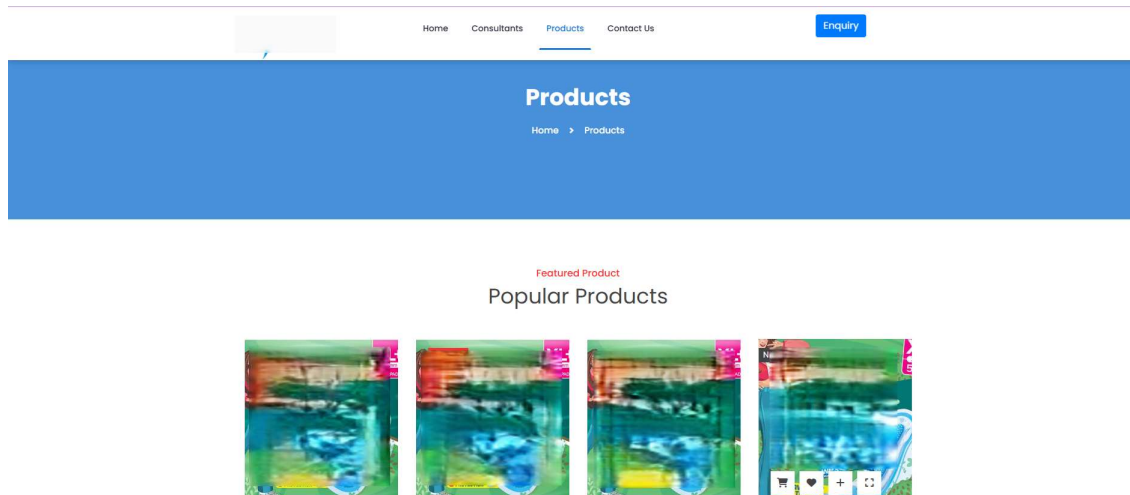 Home Consultants Products Contact Us Enquiry
Products
Home > Products
Featured Product
Popular Products